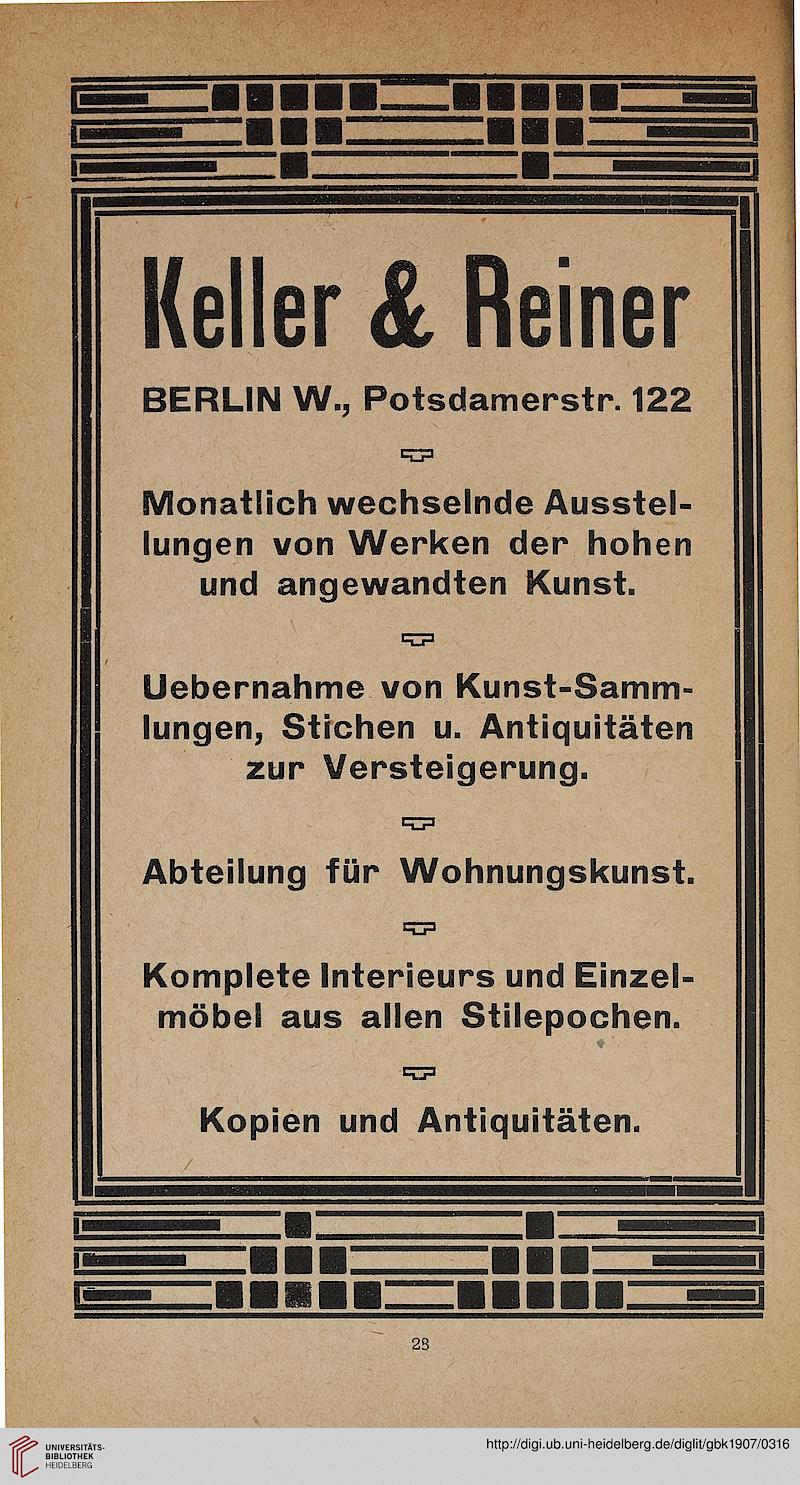 Keller & Reiner
BERLIN W., Potsdamerstr. 122
Monatlich wechselnde Ausstel-
lungen von Werken der hohen
und angewandten Kunst.
Uebernahme von Kunst-Samm-
lungen, Stichen u. Antiquitäten
zur Versteigerung.
Abteilung für Wohnungskunst.
Komplete Interieurs und Einzel-
möbel aus allen Stilepochen.
Kopien und Antiquitäten.
28
UNIVERSITÄTS-
BIBLIOTHEK
HEIDELBERG
http://digi.ub.uni-heidelberg.de/diglit/gbk1907/0316